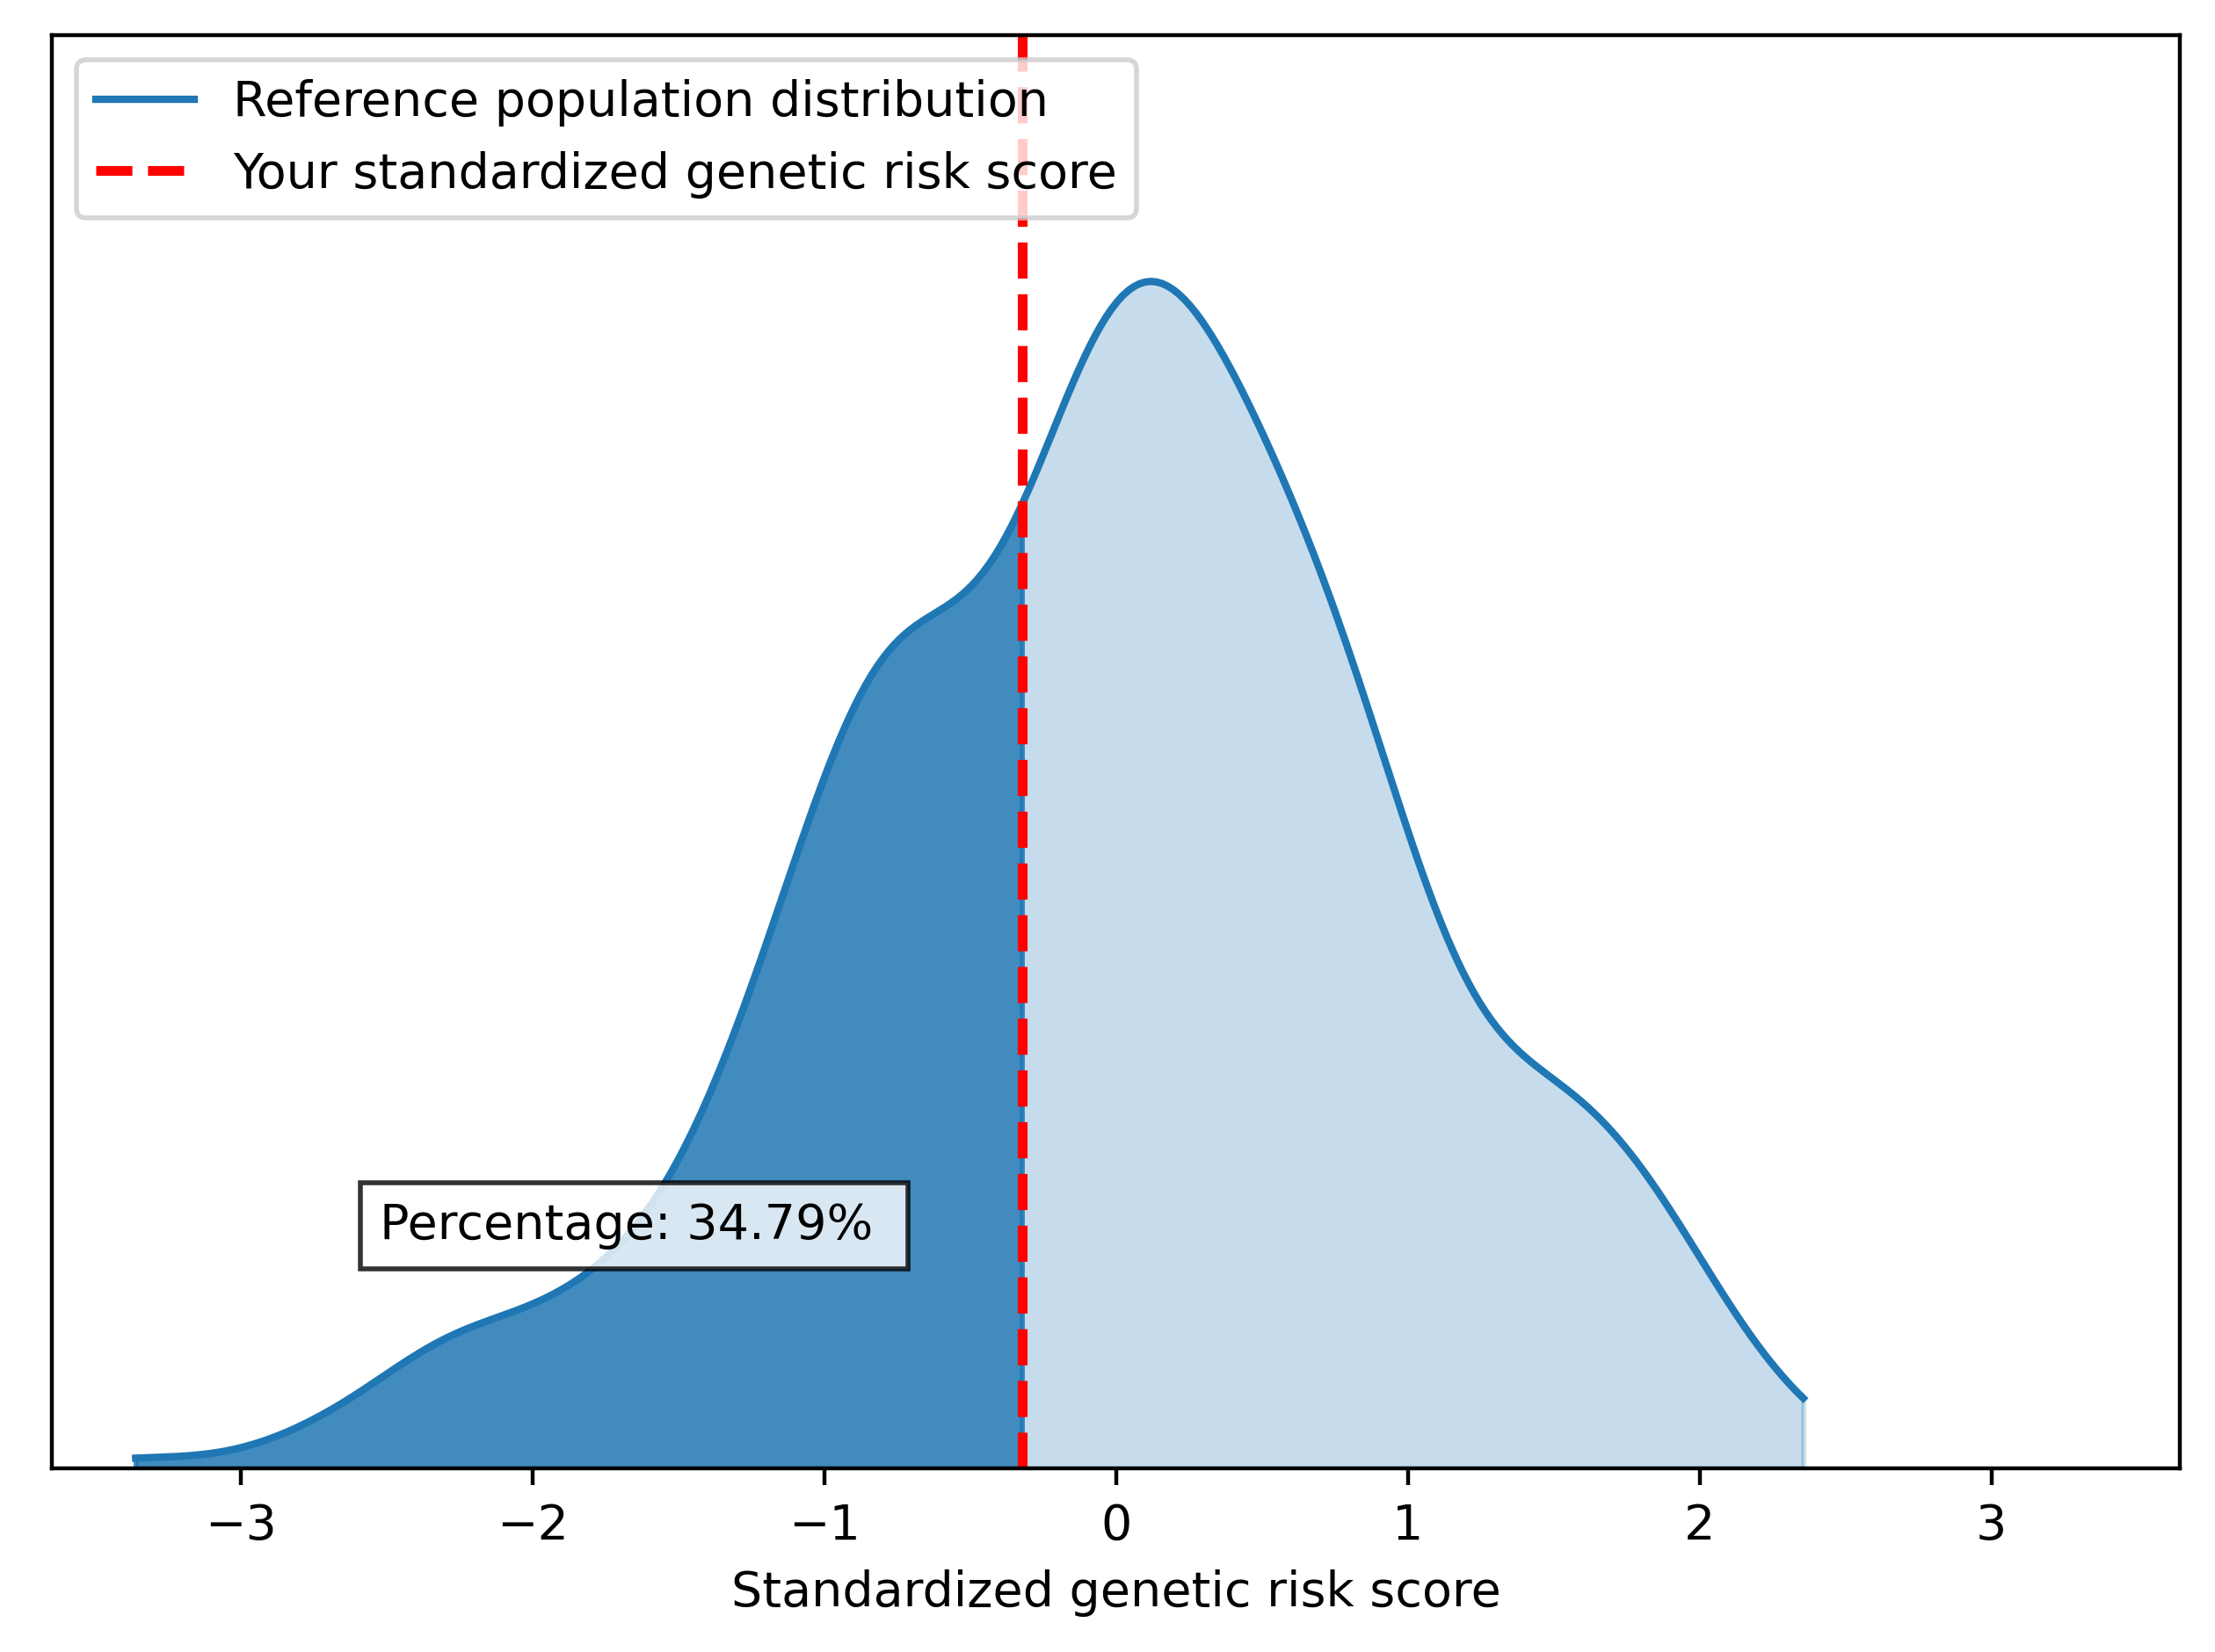 Reference population distribution
Your standardized genetic risk score
Percentage: 34.79%
−3 −2 −1 0 1 2 3
Standardized genetic risk score